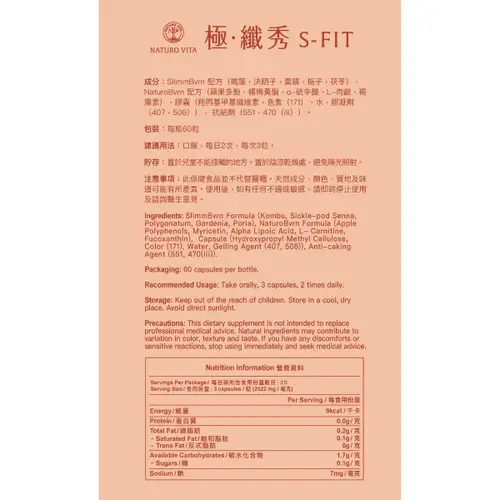 NATURO VITA
極·纖秀 S-FIT
成分：SlimmBvrn 配方（褐藻，決明子，黃精，梔子，茯苓），
NaturoBvrn 配方（蘋果多酚，楊梅黃酮，α-硫辛酸，L-肉鹼，褐
藻素），膠囊（羥丙基甲基纖維素，色素（171），水，膠凝劑
（407，508）），抗結劑（551，470（iii））。
包裝：每瓶60粒
建議用法：口服，每日2次，每次3粒。
貯存：置於兒童不能接觸的地方。置於陰涼乾燥處，避免陽光照射。
注意事項：此保健食品並不代替醫囑。天然成分，顏色、質地及味
道可能有所差異。使用後，如有任何不適或敏感，請即時停止使用
及諮詢醫生意見。
Ingredients: SlimmBvrn Formula (Kombu, Sickle-pod Senna,
Polygonatum, Gardenia, Poria), NaturoBvrn Formula (Apple
Polyphenols, Myricetin, Alpha Lipoic Acid, L- Carnitine,
Fucoxanthin), Capsule (Hydroxypropyl Methyl Cellulose,
Color (171), Water, Gelling Agent (407, 508)), Anti-caking
Agent (551, 470(iii)).
Packaging: 60 capsules per bottle.
Recommended Usage: Take orally, 3 capsules, 2 times daily.
Storage: Keep out of the reach of children. Store in a cool, dry
place. Avoid direct sunlight.
Precautions: This dietary supplement is not intended to replace
professional medical advice. Natural ingredients may contribute to
variation in color, texture and taste. If you have any discomforts or
sensitive reactions, stop using immediately and seek medical advice.
Nutrition Information 營養資料
Servings Per Package / 每包裝所含食用份量數目: 20
Serving Size / 食用份量: 3 capsules / 粒 (2022 mg / 毫克)
Per Serving / 每食用份量
Energy / 能量 9kcal / 千卡
Protein / 蛋白質 0.0g / 克
Total Fat / 總脂肪 0.2g / 克
- Saturated Fat / 飽和脂肪 0.1g / 克
- Trans Fat / 反式脂肪 0g / 克
Available Carbohydrates / 碳水化合物 1.7g / 克
- Sugars / 糖 0.1g / 克
Sodium / 鈉 7mg / 毫克